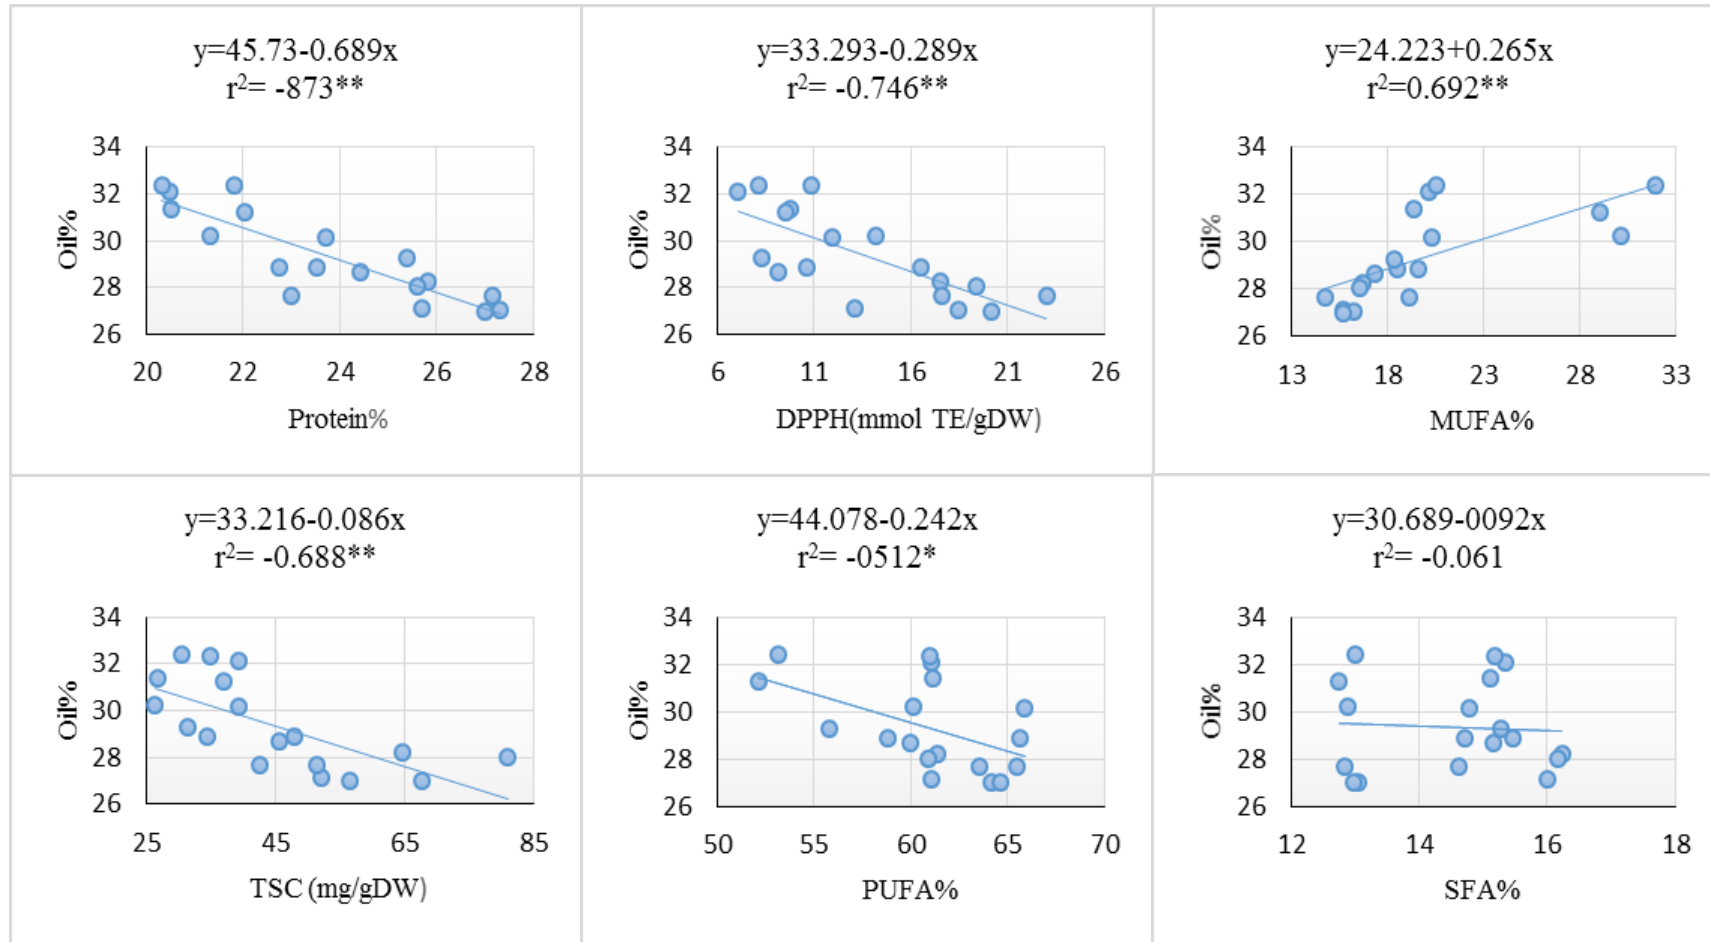 y=45.73-0.689x
r²= -873**
34
32
30
28
26
Oil%
20 22 24 26 28
Protein%
y=33.293-0.289x
r²= -0.746**
34
32
30
28
26
Oil%
6 11 16 21 26
DPPH(mmol TE/gDW)
y=24.223+0.265x
r²=0.692**
34
32
30
28
26
Oil%
13 18 23 28 33
MUFA%
y=33.216-0.086x
r²= -0.688**
34
32
30
28
26
Oil%
25 45 65 85
TSC (mg/gDW)
y=44.078-0.242x
r²= -0512*
34
32
30
28
26
Oil%
50 55 60 65 70
PUFA%
y=30.689-0092x
r²= -0.061
34
32
30
28
26
Oil%
12 14 16 18
SFA%